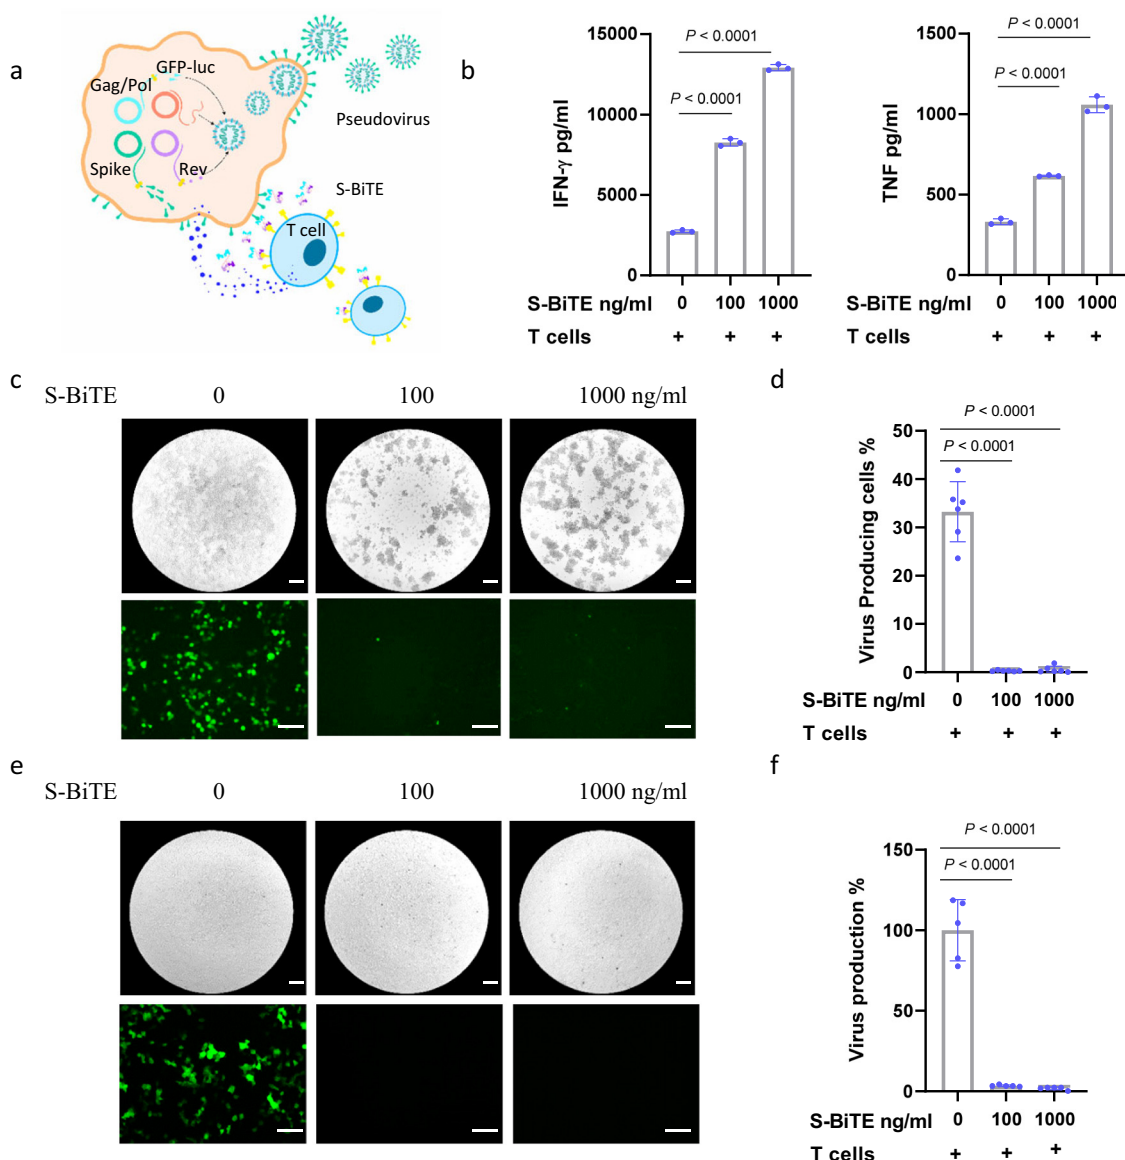 a
GFP-luc
Gag/Pol
Spike
Rev
Pseudovirus
S-BiTE
T cell
b
IFN-γ pg/ml
15000
10000
5000
0
P < 0.0001
P < 0.0001
S-BiTE ng/ml 0 100 1000
T cells + + +
TNF pg/ml
1500
1000
500
0
P < 0.0001
P < 0.0001
S-BiTE ng/ml 0 100 1000
T cells + + +
c
S-BiTE 0 100 1000 ng/ml
d
Virus Producing cells %
50
40
30
20
10
0
P < 0.0001
P < 0.0001
S-BiTE ng/ml 0 100 1000
T cells + + +
e
S-BiTE 0 100 1000 ng/ml
f
Virus production %
150
100
50
0
P < 0.0001
P < 0.0001
S-BiTE ng/ml 0 100 1000
T cells + + +